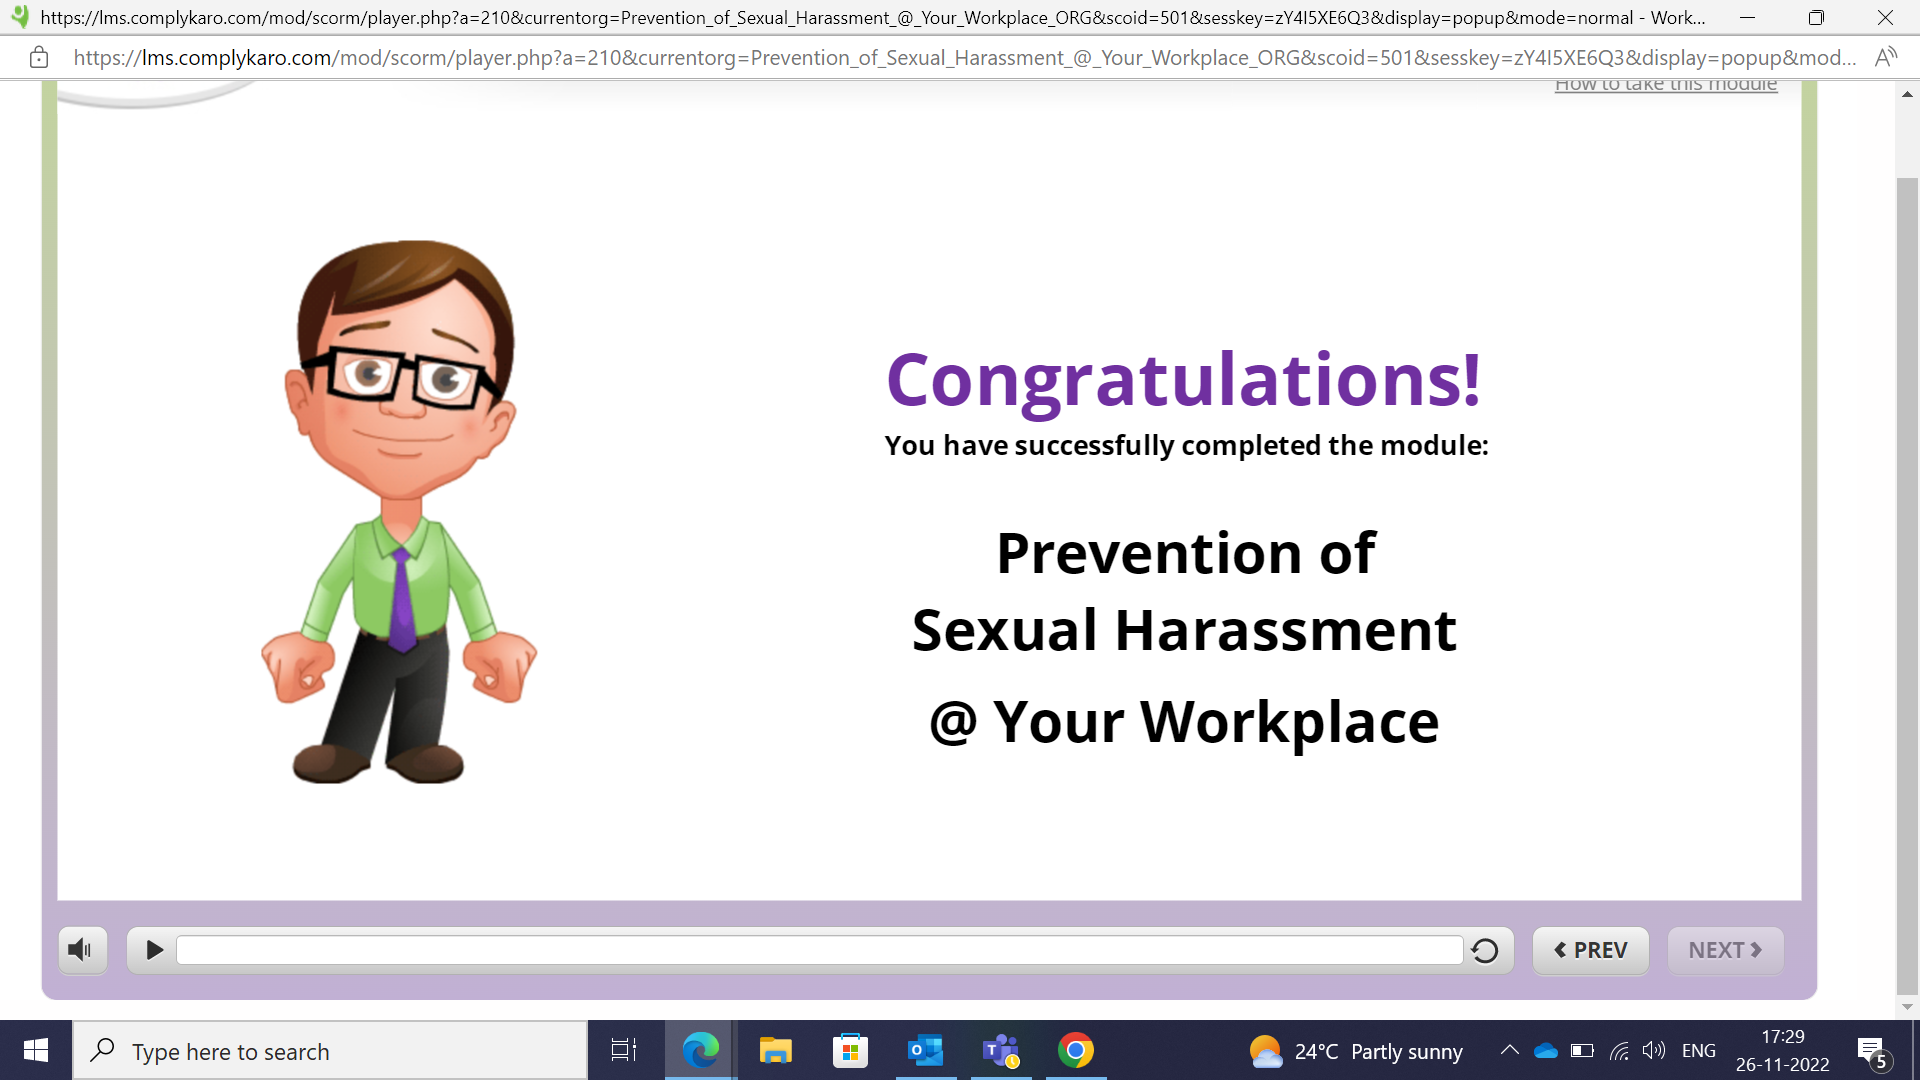 https://lms.complykaro.com/mod/scorm/player.php?a=210&currentorg=Prevention_of_Sexual_Harassment_@_Your_Workplace_ORG&scoid=501&sesskey=zY4I5XE6Q3&display=popup&mode=normal - Work...
https://lms.complykaro.com/mod/scorm/player.php?a=210&currentorg=Prevention_of_Sexual_Harassment_@_Your_Workplace_ORG&scoid=501&sesskey=zY4I5XE6Q3&display=popup&mod...
How to take this module
Congratulations!
You have successfully completed the module:
Prevention of
Sexual Harassment
@ Your Workplace
PREV
NEXT
Type here to search
24°C Partly sunny
ENG
17:29
26-11-2022
5